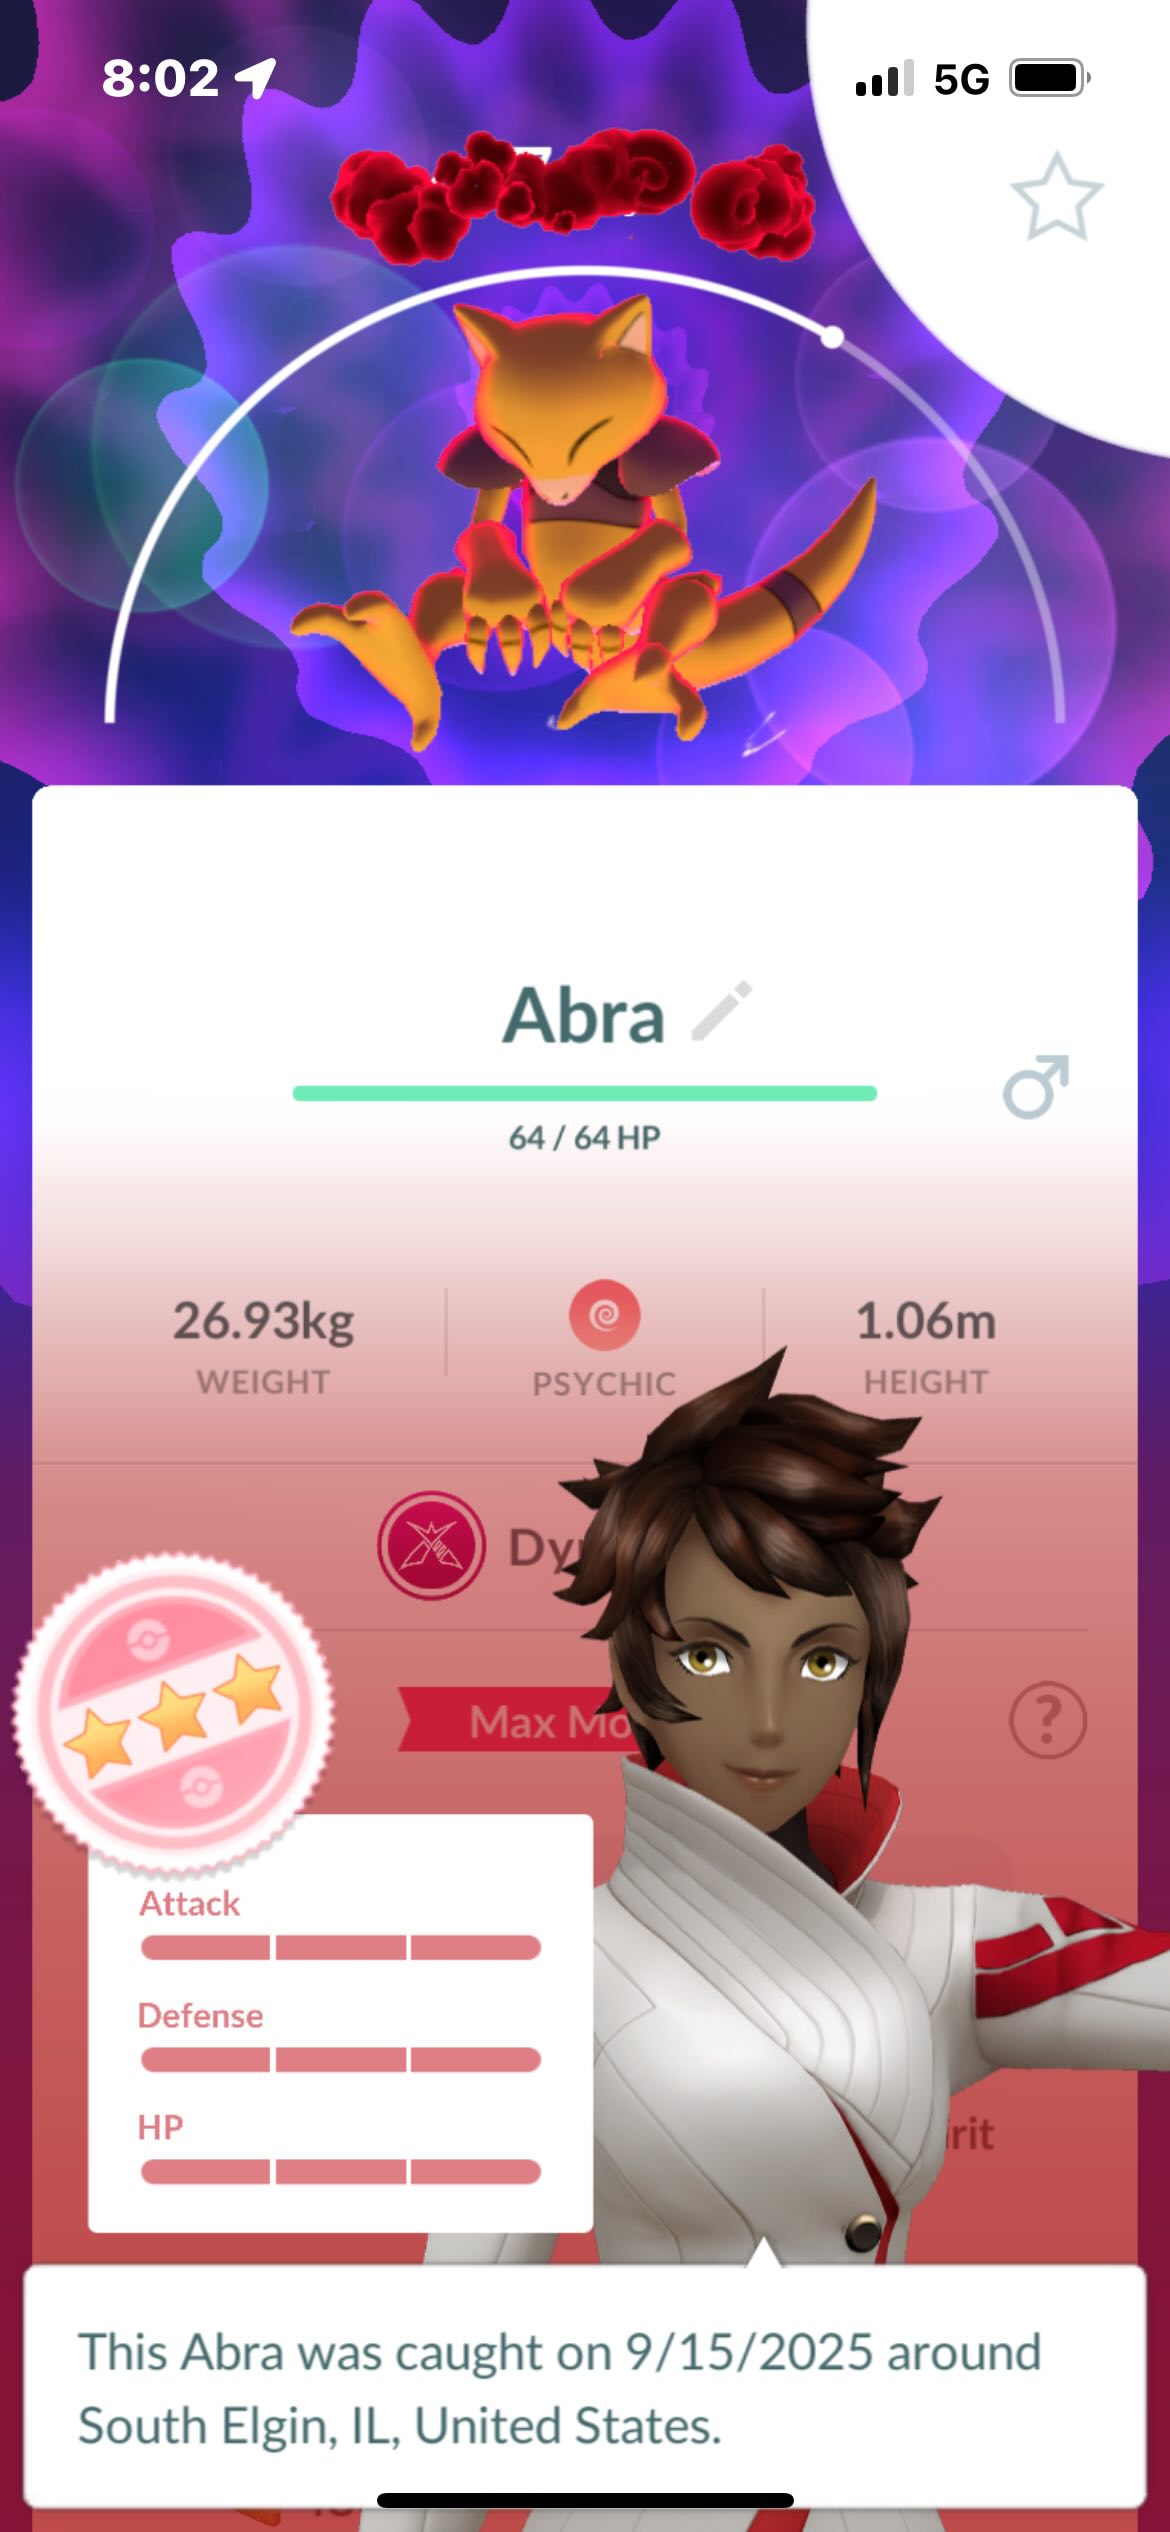 8:02 5G
Abra
64 / 64 HP
26.93kg PSYCHIC 1.06m
WEIGHT HEIGHT
Max
Attack
Defense
HP
This Abra was caught on 9/15/2025 around
South Elgin, IL, United States.